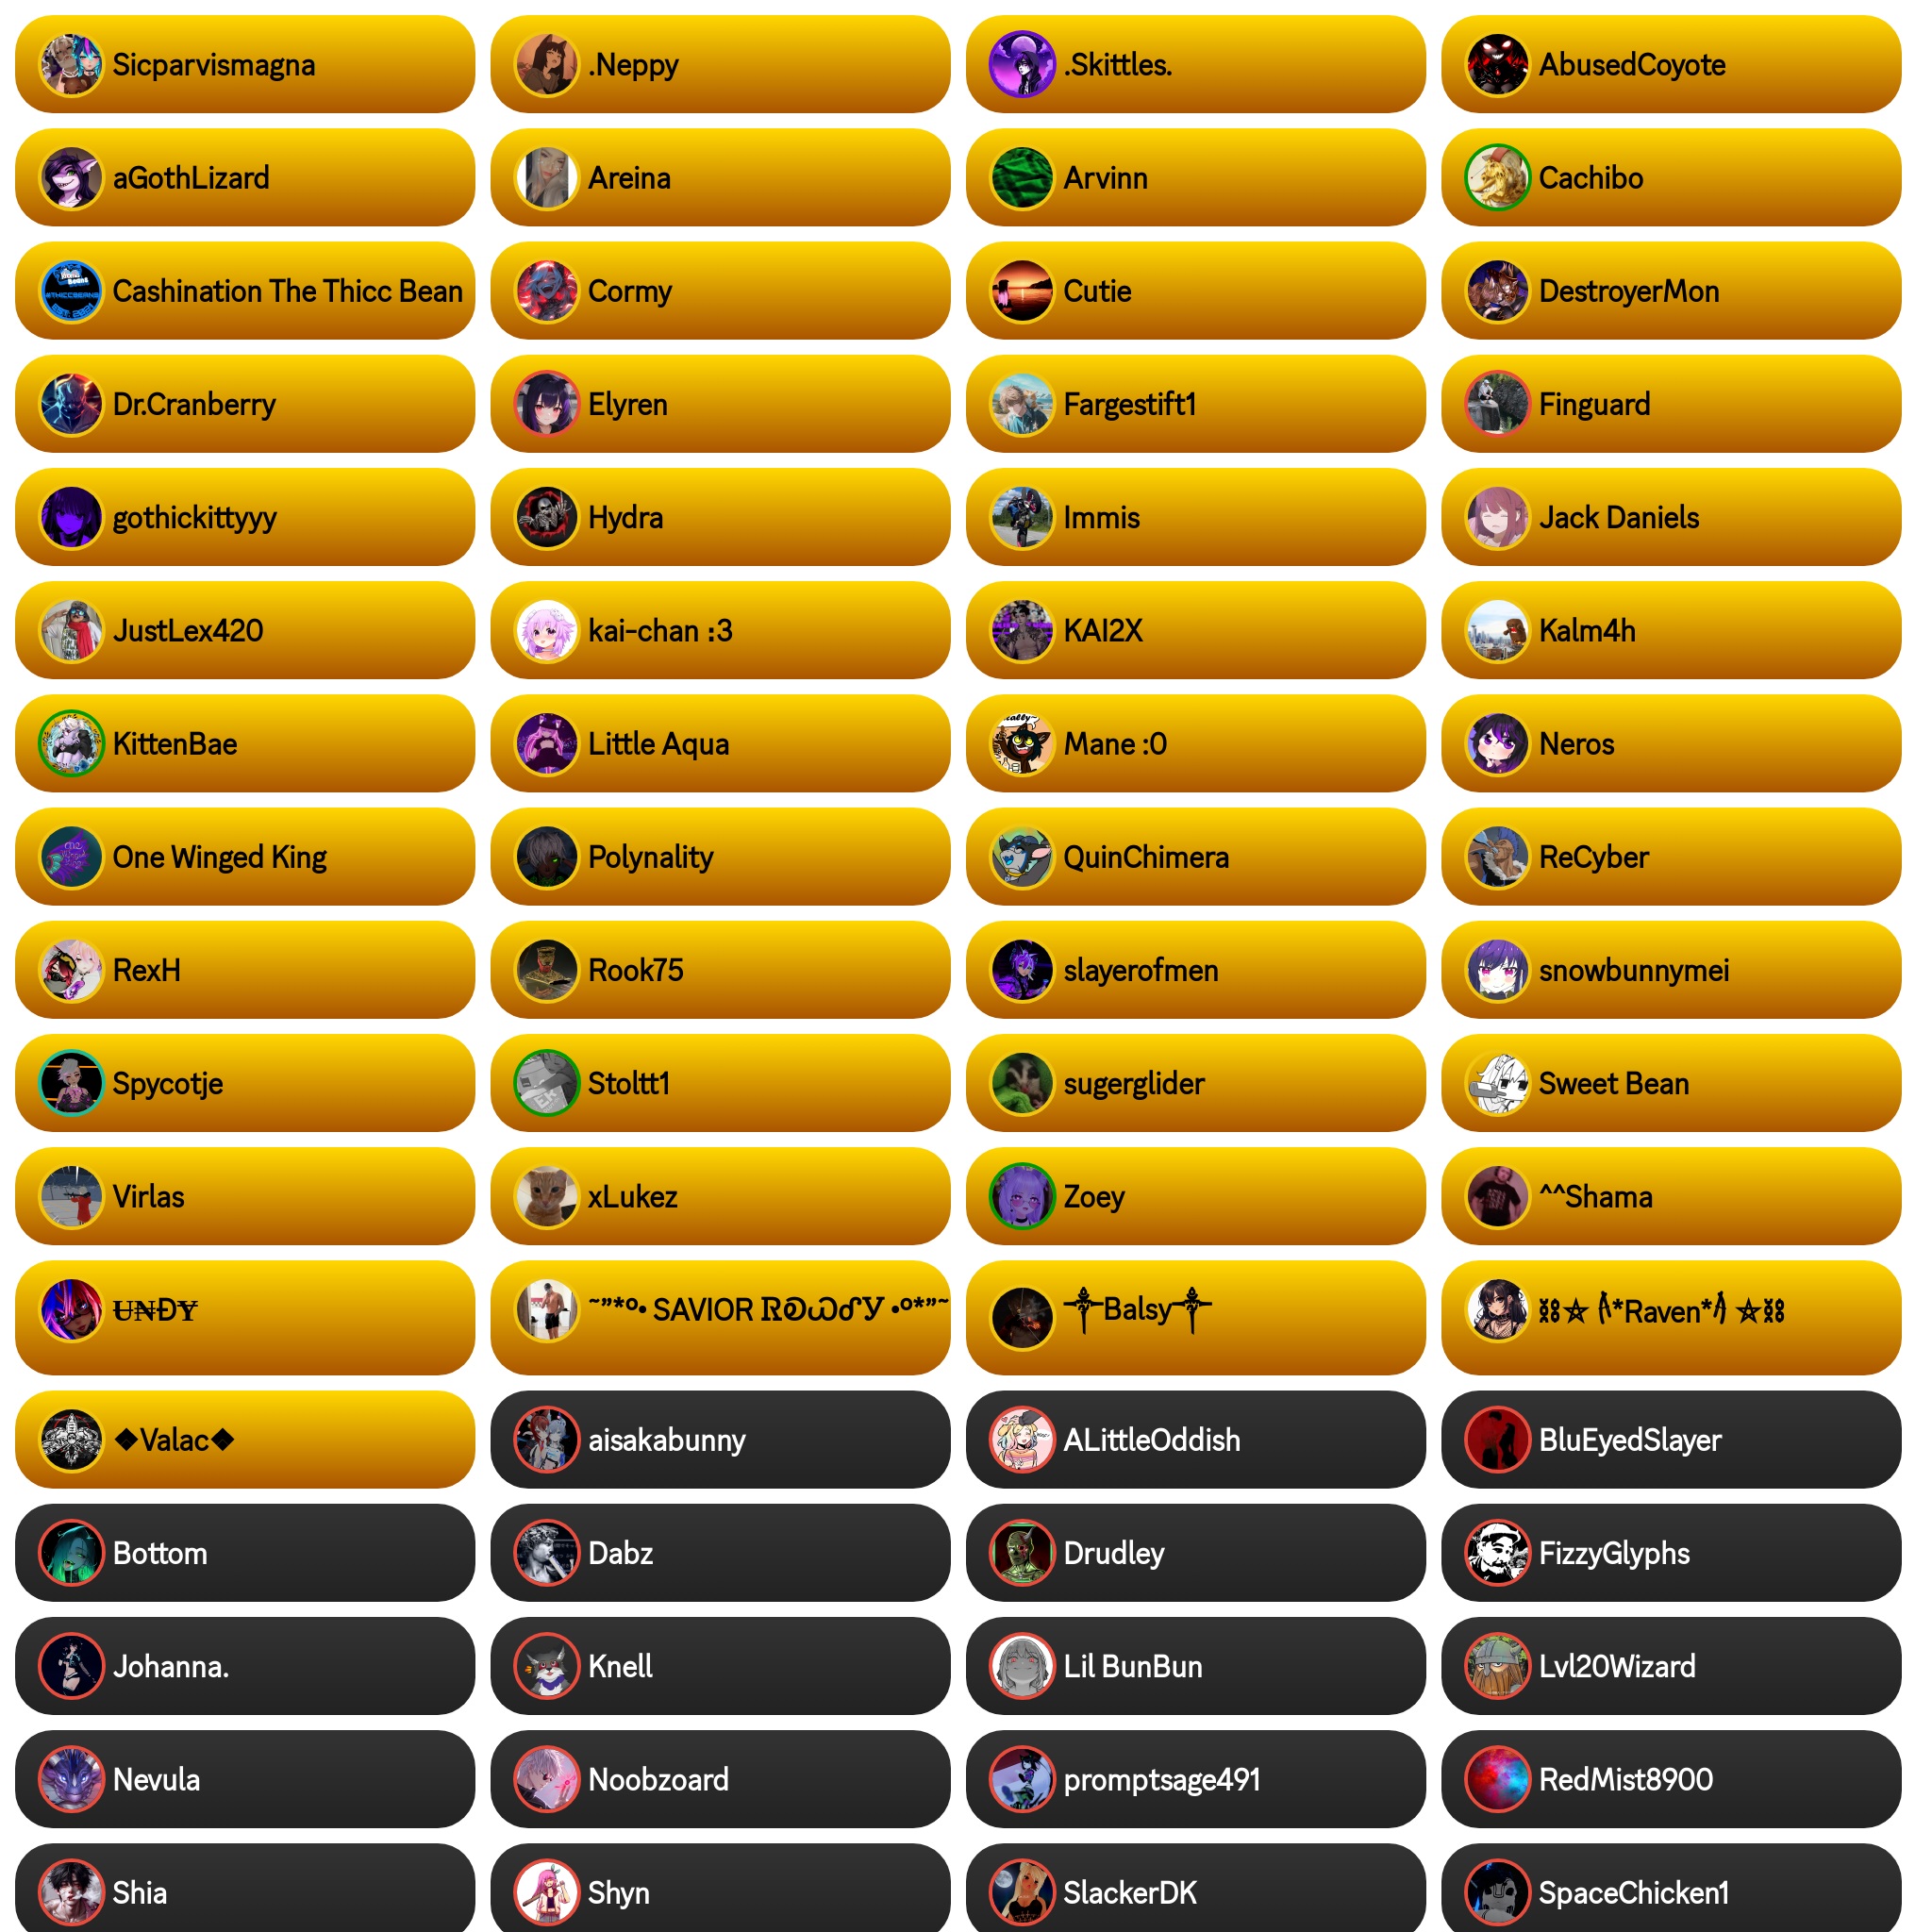 Sicparvismagna
.Neppy
.Skittles.
AbusedCoyote
aGothLizard
Areina
Arvinn
Cachibo
Cashination The Thicc Bean
Cormy
Cutie
DestroyerMon
Dr.Cranberry
Elyren
Fargestift1
Finguard
gothickittyyy
Hydra
Immis
Jack Daniels
JustLex420
kai-chan :3
KAI2X
Kalm4h
KittenBae
Little Aqua
Mane :0
Neros
One Winged King
Polynality
QuinChimera
ReCyber
RexH
Rook75
slayerofmen
snowbunnymei
Spycotje
Stoltt1
sugerglider
Sweet Bean
Virlas
xLukez
Zoey
^^Shama
Ʉ₦ĐɎ
SAVIOR
༒Balsy༒
*Raven*
◆Valac◆
aisakabunny
ALittleOddish
BluEyedSlayer
Bottom
Dabz
Drudley
FizzyGlyphs
Johanna.
Knell
Lil BunBun
Lvl20Wizard
Nevula
Noobzoard
promptsage491
RedMist8900
Shia
Shyn
SlackerDK
SpaceChicken1